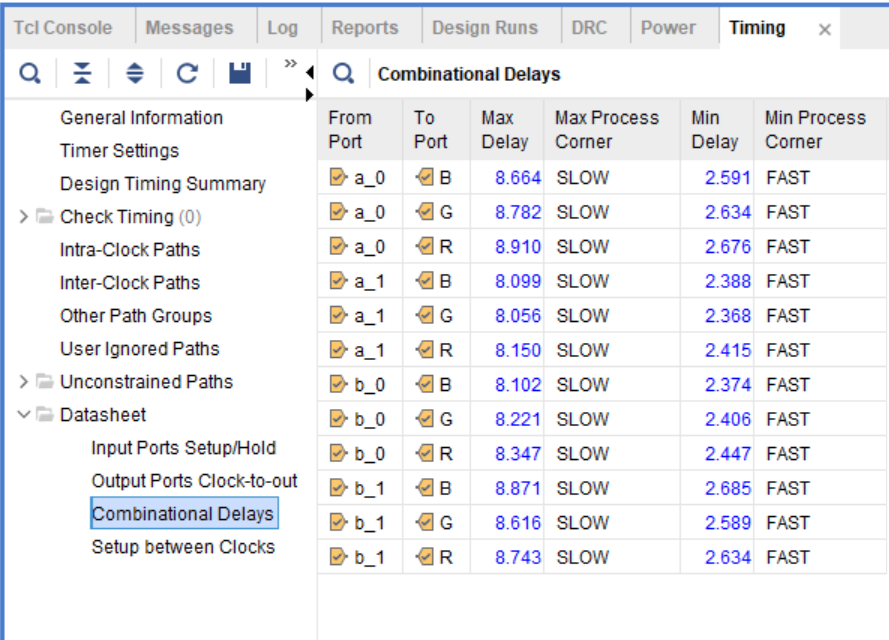 Tcl Console Messages Log Reports Design Runs DRC Power Timing ×
» Combinational Delays
General Information
Timer Settings
Design Timing Summary
Check Timing (0)
Intra-Clock Paths
Inter-Clock Paths
Other Path Groups
User Ignored Paths
Unconstrained Paths
Datasheet
Input Ports Setup/Hold
Output Ports Clock-to-out
Combinational Delays
Setup between Clocks
From Port To Port Max Delay Max Process Corner Min Delay Min Process Corner
a_0 B 8.664 SLOW 2.591 FAST
a_0 G 8.782 SLOW 2.634 FAST
a_0 R 8.910 SLOW 2.676 FAST
a_1 B 8.099 SLOW 2.388 FAST
a_1 G 8.056 SLOW 2.368 FAST
a_1 R 8.150 SLOW 2.415 FAST
b_0 B 8.102 SLOW 2.374 FAST
b_0 G 8.221 SLOW 2.406 FAST
b_0 R 8.347 SLOW 2.447 FAST
b_1 B 8.871 SLOW 2.685 FAST
b_1 G 8.616 SLOW 2.589 FAST
b_1 R 8.743 SLOW 2.634 FAST